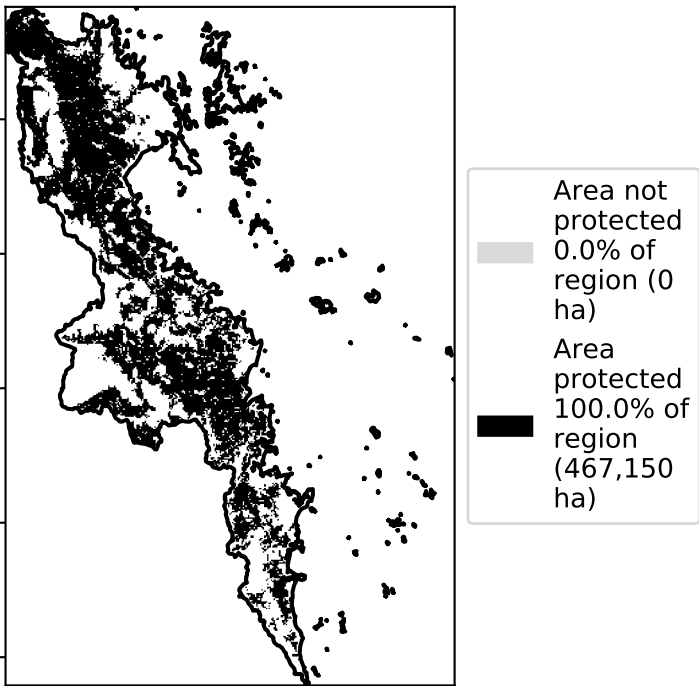 Area not
protected
0.0% of
region (0
ha)
Area
protected
100.0% of
region
(467,150
ha)